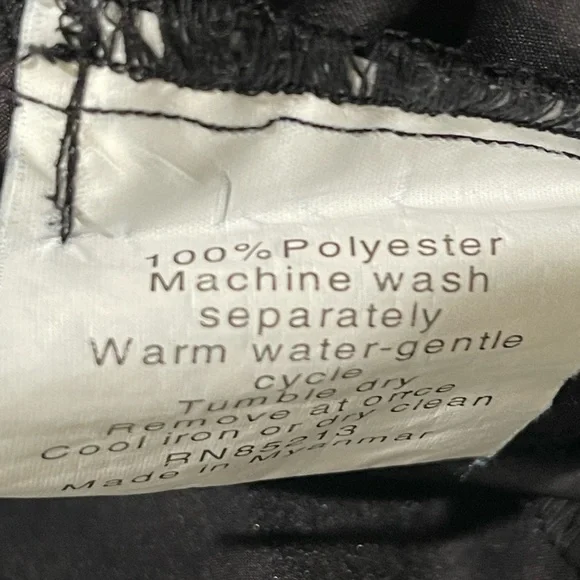 100% Polyester
Machine wash
separately
Warm water-gentle
cycle
Tumble dry
Remove at once
Cool iron or dry clean
RN85213
Made in Myanmar